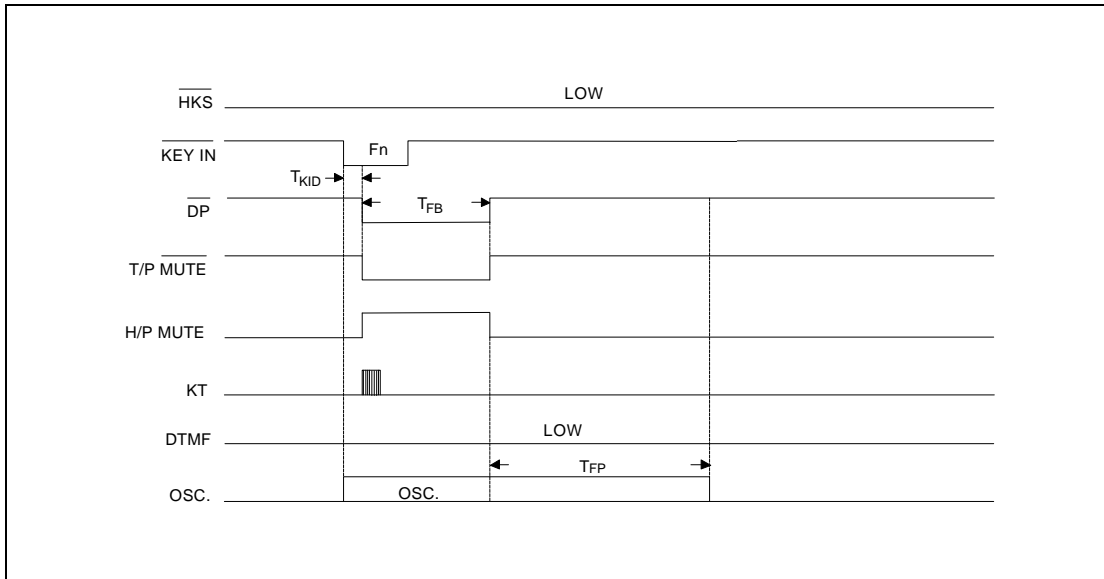 HKS
LOW
KEY IN
Fn
TKID
DP
TFB
T/P MUTE
H/P MUTE
KT
DTMF
LOW
TFP
OSC.
OSC.